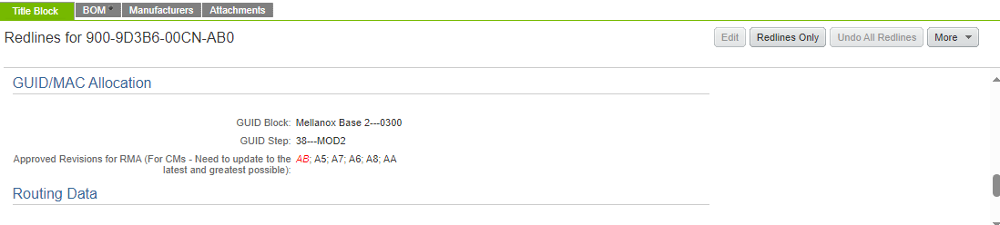 Title Block BOM * Manufacturers Attachments
Redlines for 900-9D3B6-00CN-AB0 Edit Redlines Only Undo All Redlines More
GUID/MAC Allocation
GUID Block: Mellanox Base 2---0300
GUID Step: 38---MOD2
Approved Revisions for RMA (For CMs - Need to update to the AB; A5; A7; A6; A8; AA
latest and greatest possible):
Routing Data